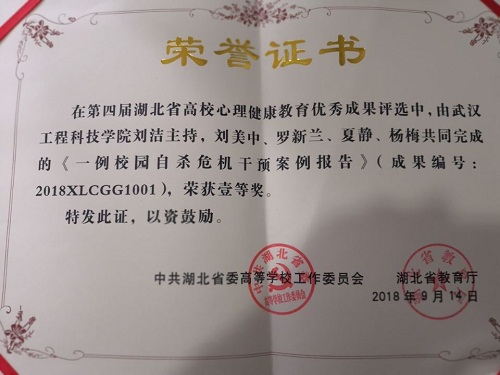 荣誉证书
在第四届湖北省高校心理健康教育优秀成果评选中，由武汉
工程科技学院刘洁主持，刘美中、罗新兰、夏静、杨梅共同完成
的《一例校园自杀危机干预案例报告》（成果编号：
2018XLCGG1001），荣获壹等奖。
特发此证，以资鼓励。
中共湖北省委高等学校工作委员会 湖北省教育厅
2018年9月14日